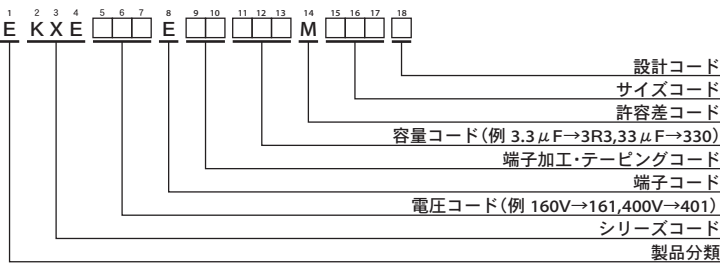 1 2 3 4 5 6 7 8 9 10 11 12 13 14 15 16 17 18
E KXE□□□ E □□ □□□ M □□□ □
設計コード
サイズコード
許容差コード
容量コード(例 3.3μF→3R3,33μF→330)
端子加工・テーピングコード
端子コード
電圧コード(例 160V→161,400V→401)
シリーズコード
製品分類